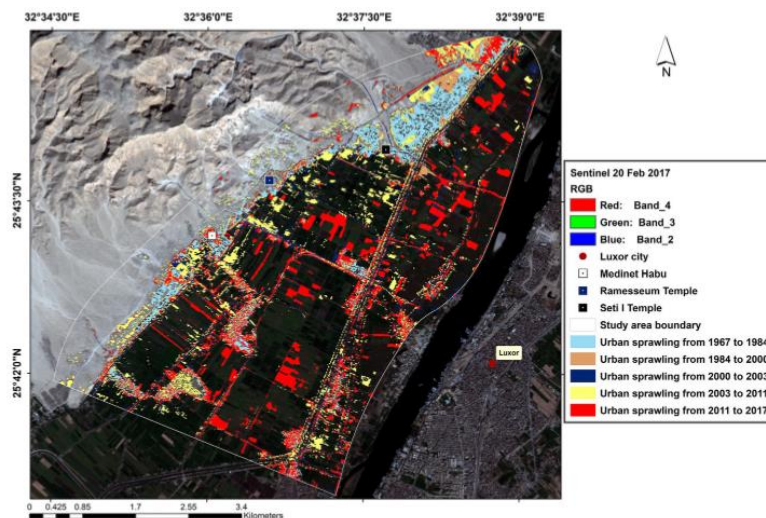 32°34'30"E
32°36'0"E
32°37'30"E
32°39'0"E
N
25°43'30"N
25°42'0"N
Luxor
0 0.425 0.85 1.7 2.55 3.4
Kilometers
Sentinel 20 Feb 2017
RGB
Red: Band_4
Green: Band_3
Blue: Band_2
Luxor city
Medinet Habu
Ramesseum Temple
Seti I Temple
Study area boundary
Urban sprawling from 1967 to 1984
Urban sprawling from 1984 to 2000
Urban sprawling from 2000 to 2003
Urban sprawling from 2003 to 2011
Urban sprawling from 2011 to 2017